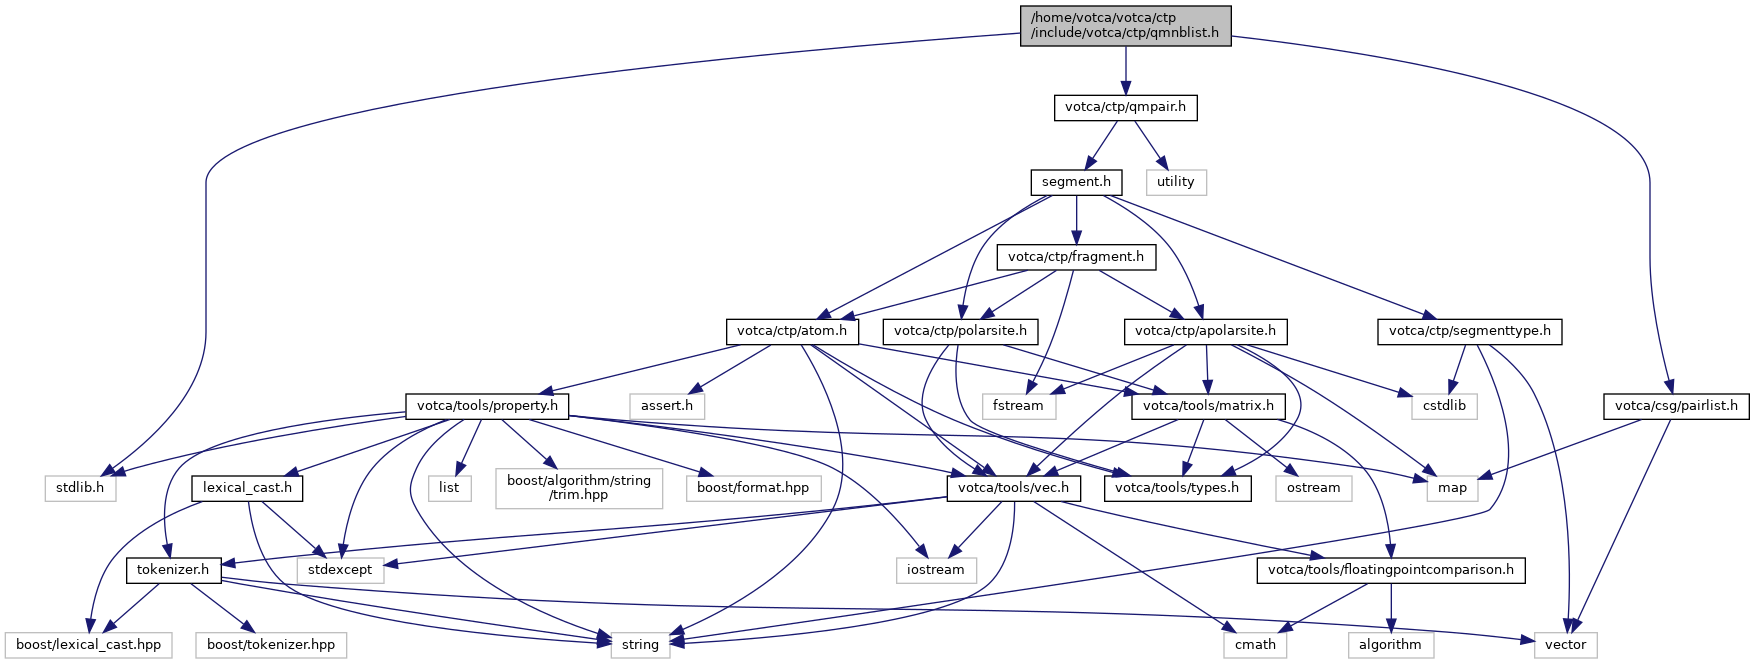 /home/votca/votca/ctp
/include/votca/ctp/qmnblist.h
votca/ctp/qmpair.h
segment.h
utility
votca/ctp/fragment.h
votca/ctp/atom.h
votca/ctp/polarsite.h
votca/ctp/apolarsite.h
votca/ctp/segmenttype.h
votca/tools/property.h
assert.h
fstream
votca/tools/matrix.h
cstdlib
votca/csg/pairlist.h
stdlib.h
lexical_cast.h
list
boost/algorithm/string
/trim.hpp
boost/format.hpp
votca/tools/vec.h
votca/tools/types.h
ostream
map
tokenizer.h
stdexcept
iostream
votca/tools/floatingpointcomparison.h
boost/lexical_cast.hpp
boost/tokenizer.hpp
string
cmath
algorithm
vector